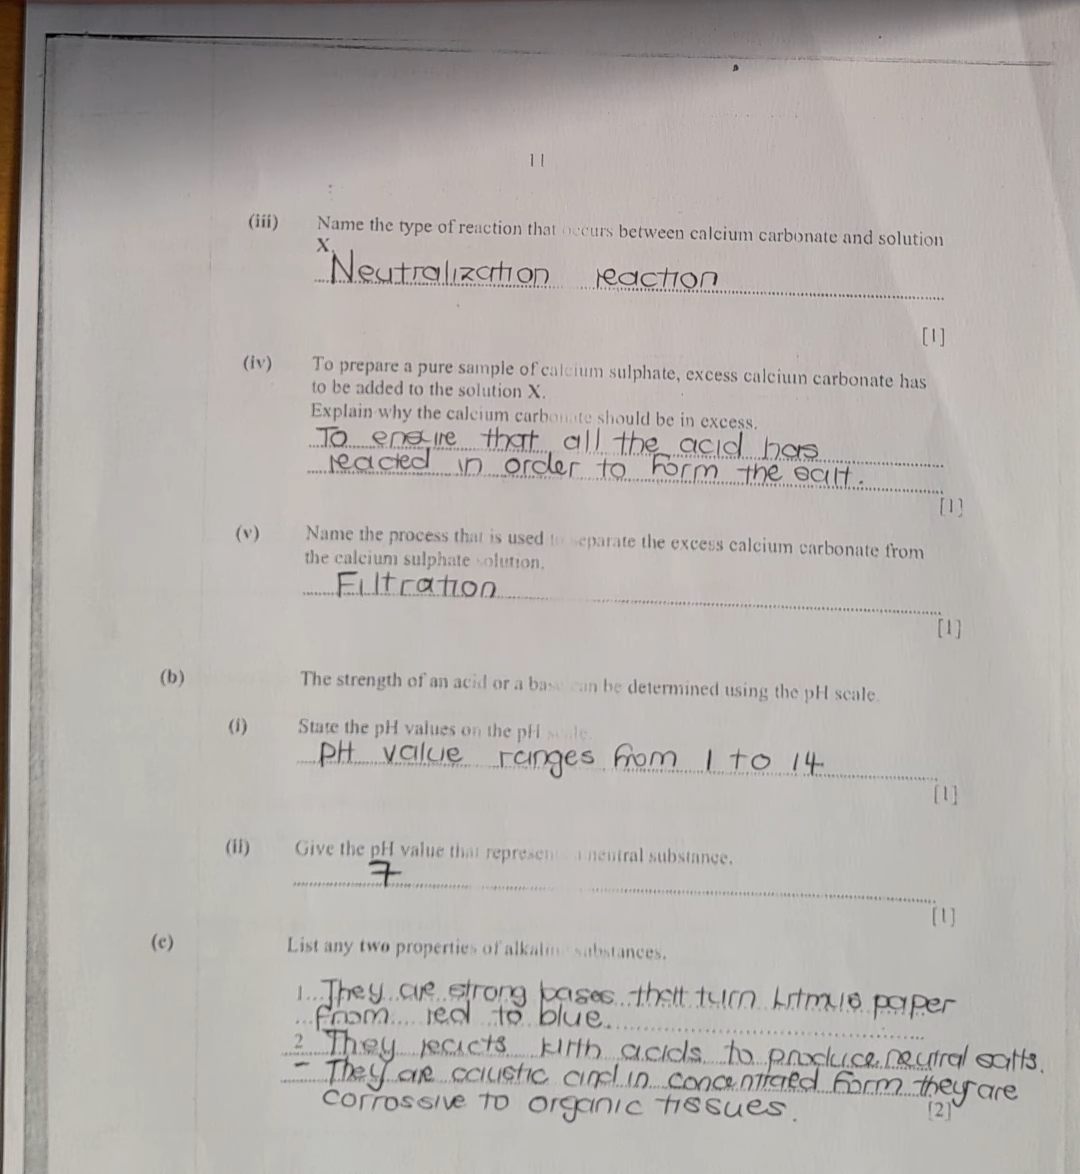 11
(iii) Name the type of reaction that occurs between calcium carbonate and solution
X.
Neutralization reaction
[1]
(iv) To prepare a pure sample of calcium sulphate, excess calcium carbonate has
to be added to the solution X.
Explain why the calcium carbonate should be in excess.
To ensure that all the acid has
reacted in order to form the salt.
[1]
(v) Name the process that is used to separate the excess calcium carbonate from
the calcium sulphate solution.
Filtration
[1]
(b) The strength of an acid or a base can be determined using the pH scale.
(i) State the pH values on the pH scale.
pH value ranges from 1 to 14
[1]
(ii) Give the pH value that represent a neutral substance.
7
[1]
(c) List any two properties of alkaline substances.
1. They are strong bases that turn litmus paper
from red to blue.
2 They reacts with acids to produce neutral salts.
- They are caustic and in concentrated form they are
corrossive to organic tissues.
[2]